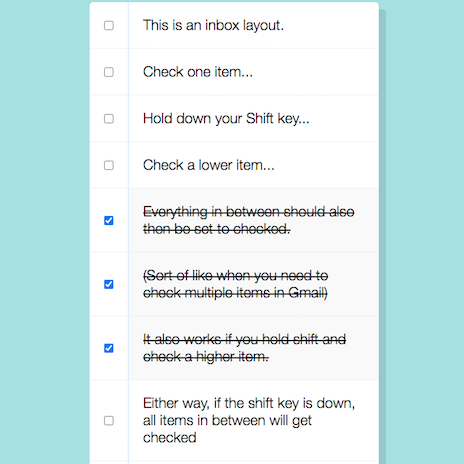 This is an inbox layout.
Check one item...
Hold down your Shift key...
Check a lower item...
Everything in between should also
then be set to checked.
(Sort of like when you need to
check multiple items in Gmail)
It also works if you hold shift and
check a higher item.
Either way, if the shift key is down,
all items in between will get
checked